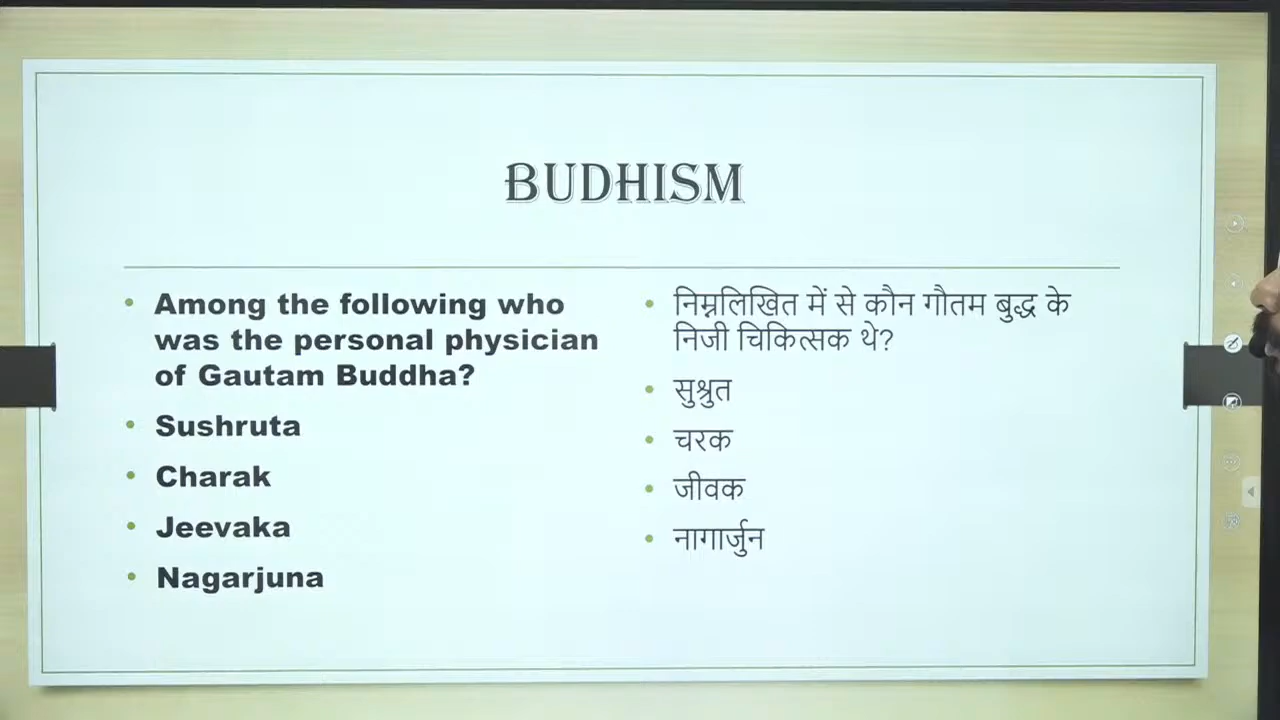 BUDHISM
• Among the following who
was the personal physician
of Gautam Buddha?
• Sushruta
• Charak
• Jeevaka
• Nagarjuna
• निम्नलिखित में से कौन गौतम बुद्ध के
निजी चिकित्सक थे?
• सुश्रुत
• चरक
• जीवक
• नागार्जुन